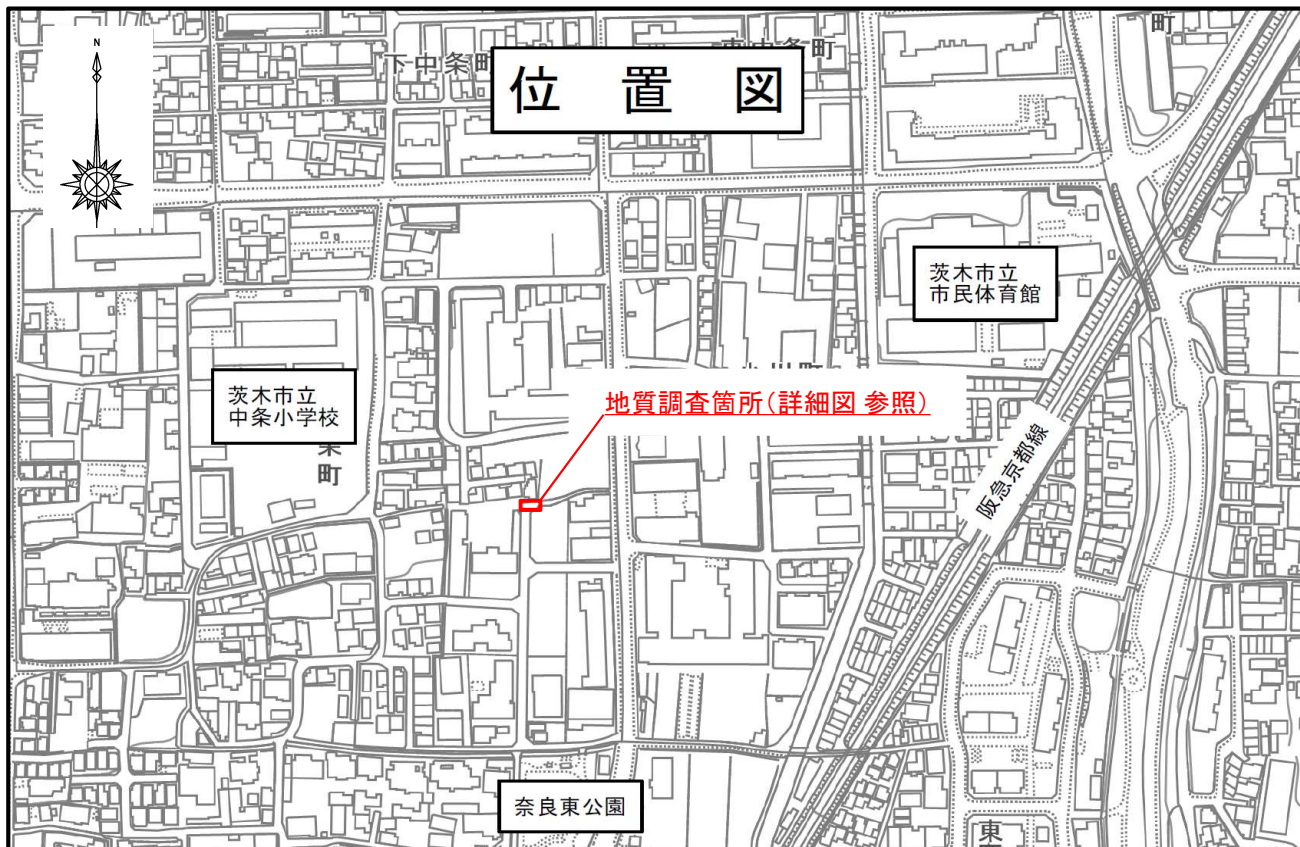 N
下中条町
町
位 置 図
茨木市立
市民体育館
茨木市立
中条小学校
町
地質調査箇所(詳細図 参照)
阪急京都線
奈良東公園
東